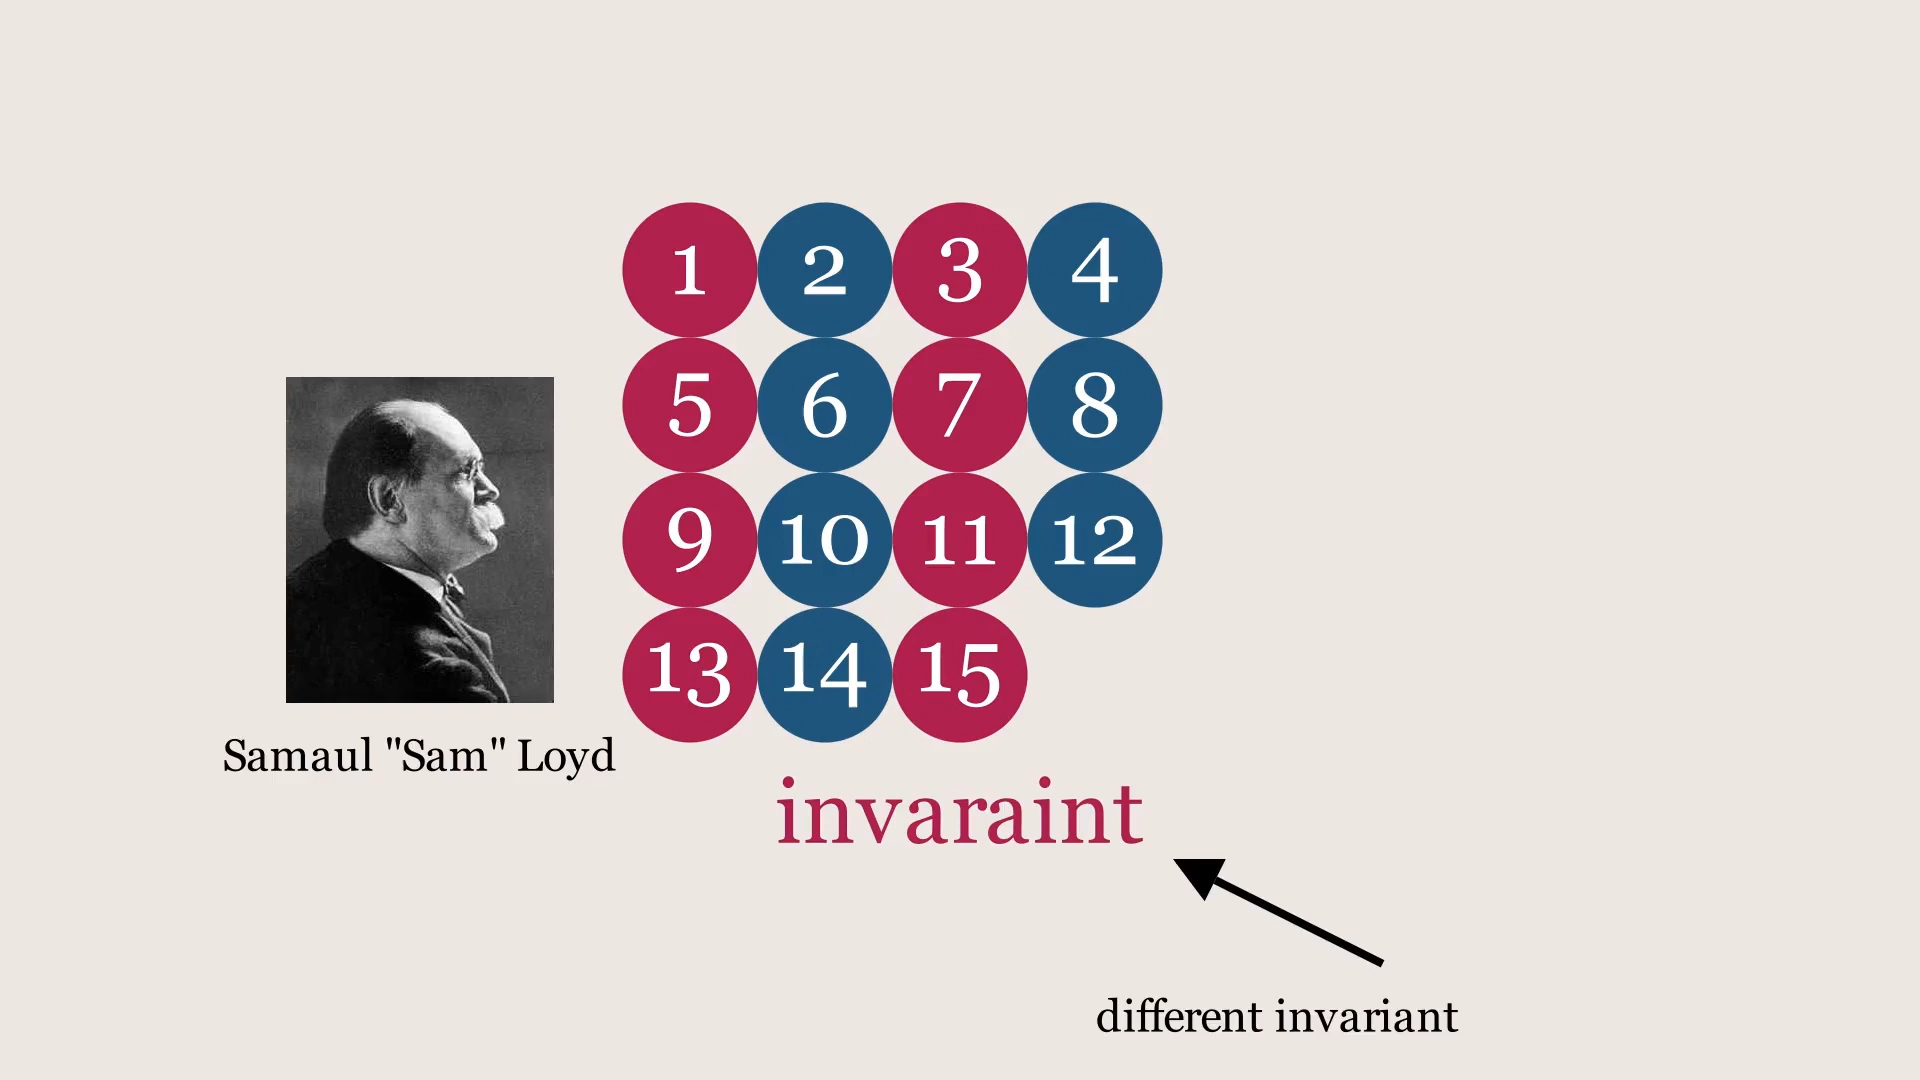 1 2 3 4
5 6 7 8
9 10 11 12
13 14 15
Samaul "Sam" Loyd
invaraint
different invariant